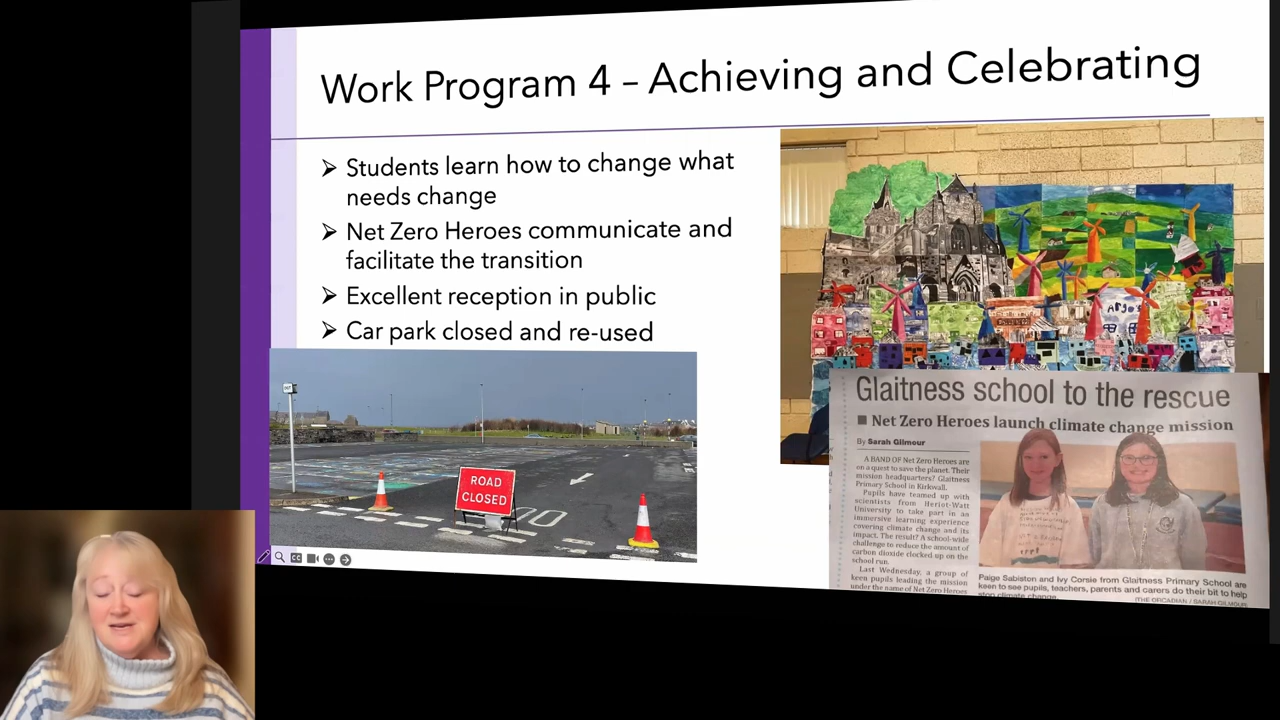 Work Program 4 – Achieving and Celebrating
Students learn how to change what
needs change
Net Zero Heroes communicate and
facilitate the transition
Excellent reception in public
Car park closed and re-used
ROAD
CLOSED
Argo's
Glaitness school to the rescue
Net Zero Heroes launch climate change mission
By Sarah Gilmour
A BAND OF Net Zero Heroes are
on a quest to save the planet. Their
mission headquarters? Glaitness
Primary School in Kirkwall.
Pupils have teamed up with
scientists from Heriot-Watt
University to take part in an
immersive learning experience
covering climate change and its
impact. The result? A school-wide
challenge to reduce the amount of
carbon dioxide clocked up on the
school run.
Last Wednesday, a group of
keen pupils leading the mission
under the name of Net Zero Heroes
Paige Sabiston and Ivy Corsie from Glaitness Primary School are
keen to see pupils, teachers, parents and carers do their bit to help
stop climate change.
(THE ORCADIAN / SARAH GILMOUR